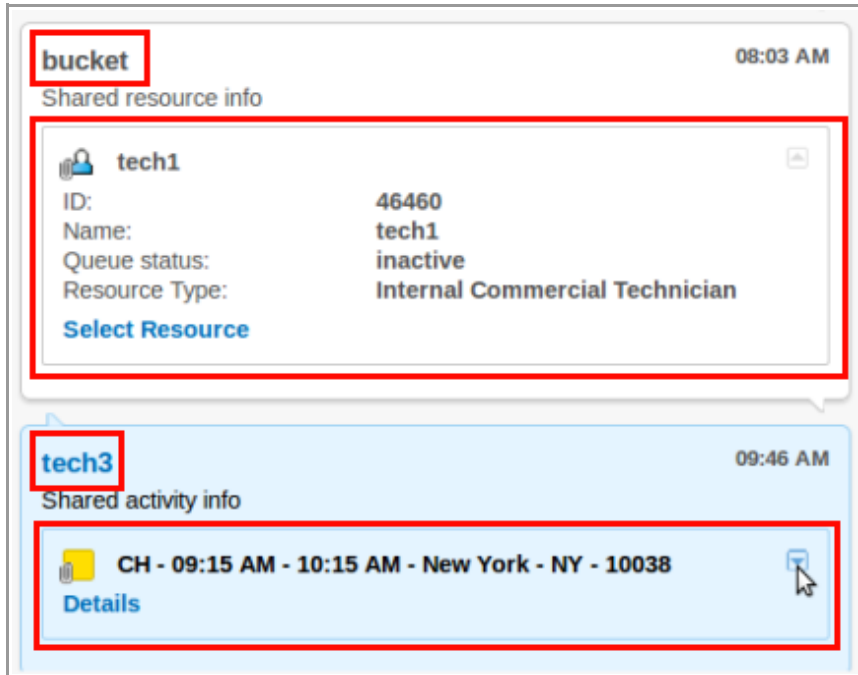 bucket 08:03 AM
Shared resource info
tech1
ID: 46460
Name: tech1
Queue status: inactive
Resource Type: Internal Commercial Technician
Select Resource
tech3 09:46 AM
Shared activity info
CH - 09:15 AM - 10:15 AM - New York - NY - 10038
Details